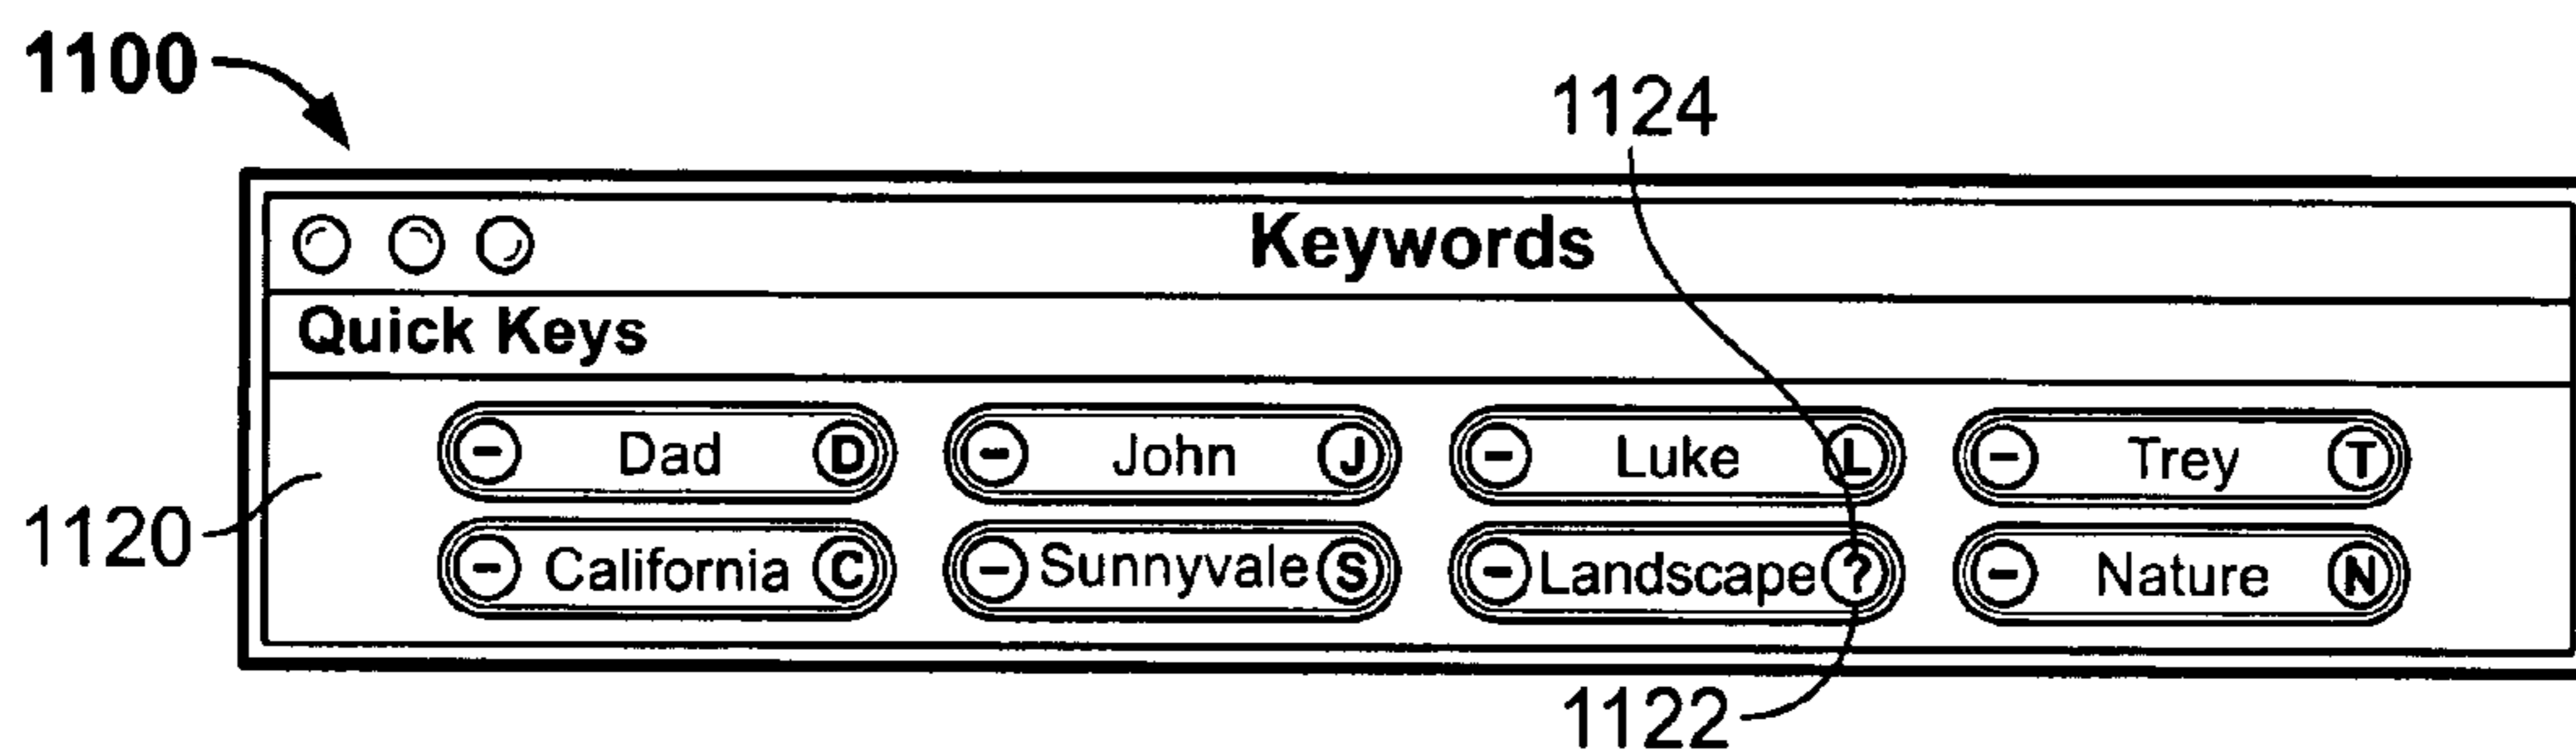 1100
1124
Keywords
Quick Keys
- Dad D - John J - Luke L - Trey T
1120
- California C - Sunnyvale S - Landscape ? - Nature N
1122